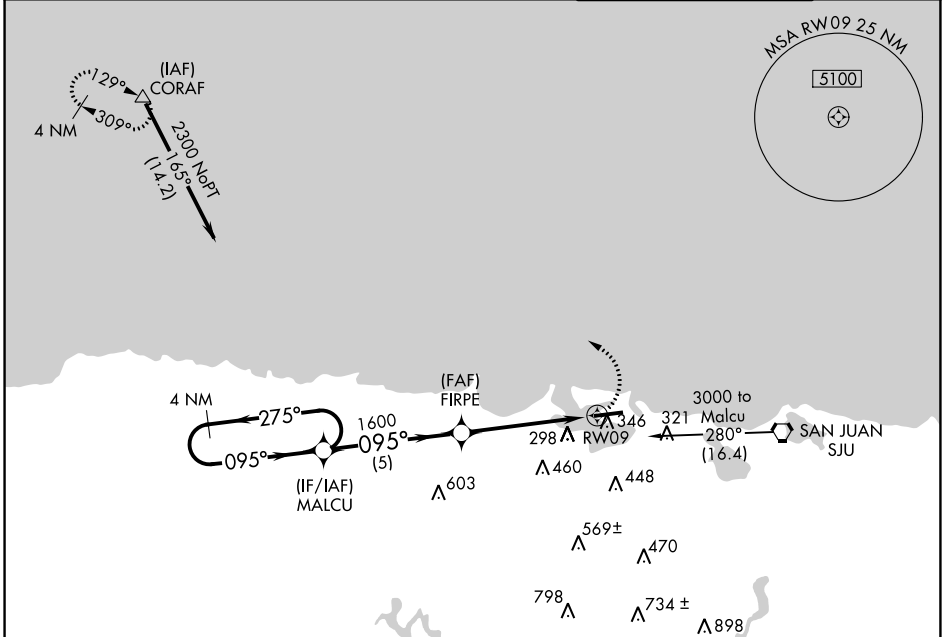 MSA RW09 25 NM
5100
(IAF)
CORAF
129°
309°
4 NM
2300 NoPT
165°
(14.2)
(FAF)
FIRPE
4 NM
275°
095°
1600
095°
(5)
(IF/IAF)
MALCU
3000 to
Malcu
280°
(16.4)
SAN JUAN
SJU
346
321
298
RW09
460
603
448
569±
470
798
734 ±
898